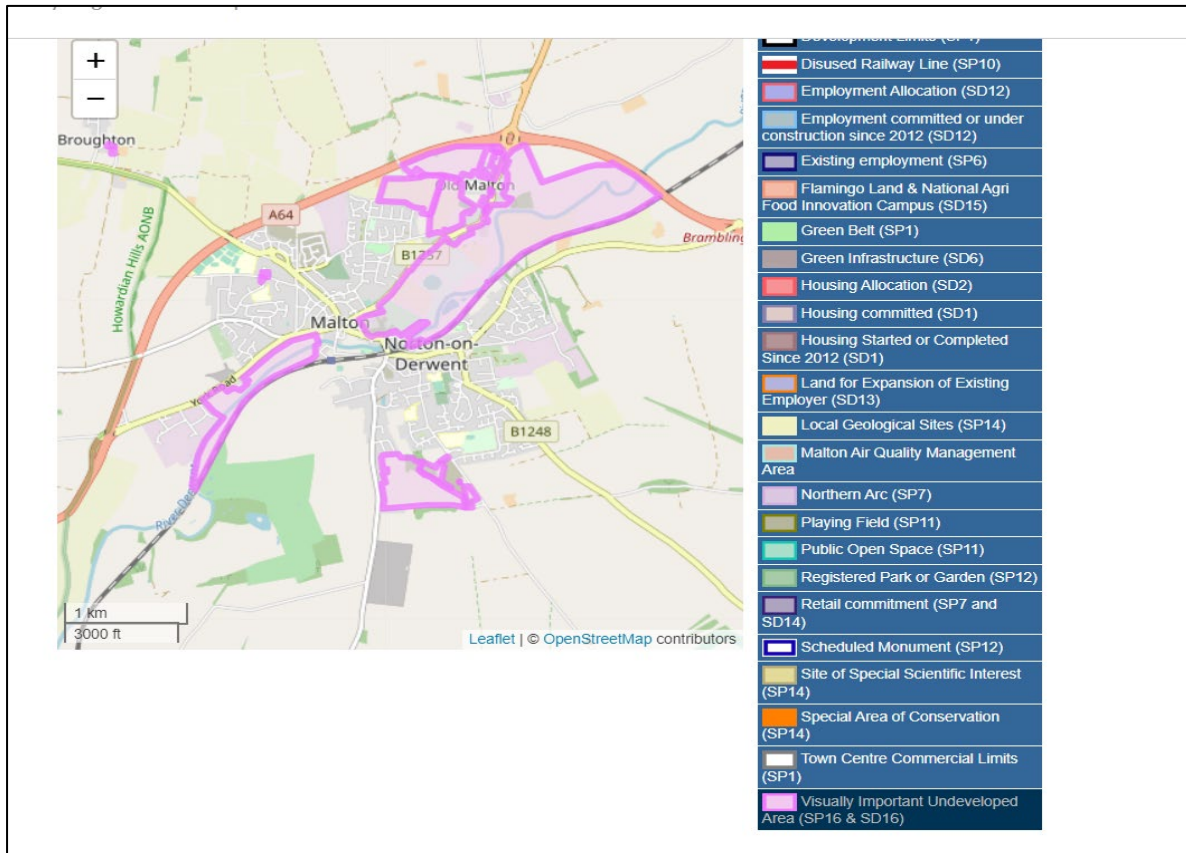 +
−
Broughton
Howardian Hills AONB
A64
Old Malton
B1257
Brambling
Malton
Norton-on-
Derwent
York Road
B1248
1 km
3000 ft
Leaflet | © OpenStreetMap contributors
Development Limits (SP1)
Disused Railway Line (SP10)
Employment Allocation (SD12)
Employment committed or under
construction since 2012 (SD12)
Existing employment (SP6)
Flamingo Land & National Agri
Food Innovation Campus (SD15)
Green Belt (SP1)
Green Infrastructure (SD6)
Housing Allocation (SD2)
Housing committed (SD1)
Housing Started or Completed
Since 2012 (SD1)
Land for Expansion of Existing
Employer (SD13)
Local Geological Sites (SP14)
Malton Air Quality Management
Area
Northern Arc (SP7)
Playing Field (SP11)
Public Open Space (SP11)
Registered Park or Garden (SP12)
Retail commitment (SP7 and
SD14)
Scheduled Monument (SP12)
Site of Special Scientific Interest
(SP14)
Special Area of Conservation
(SP14)
Town Centre Commercial Limits
(SP1)
Visually Important Undeveloped
Area (SP16 & SD16)